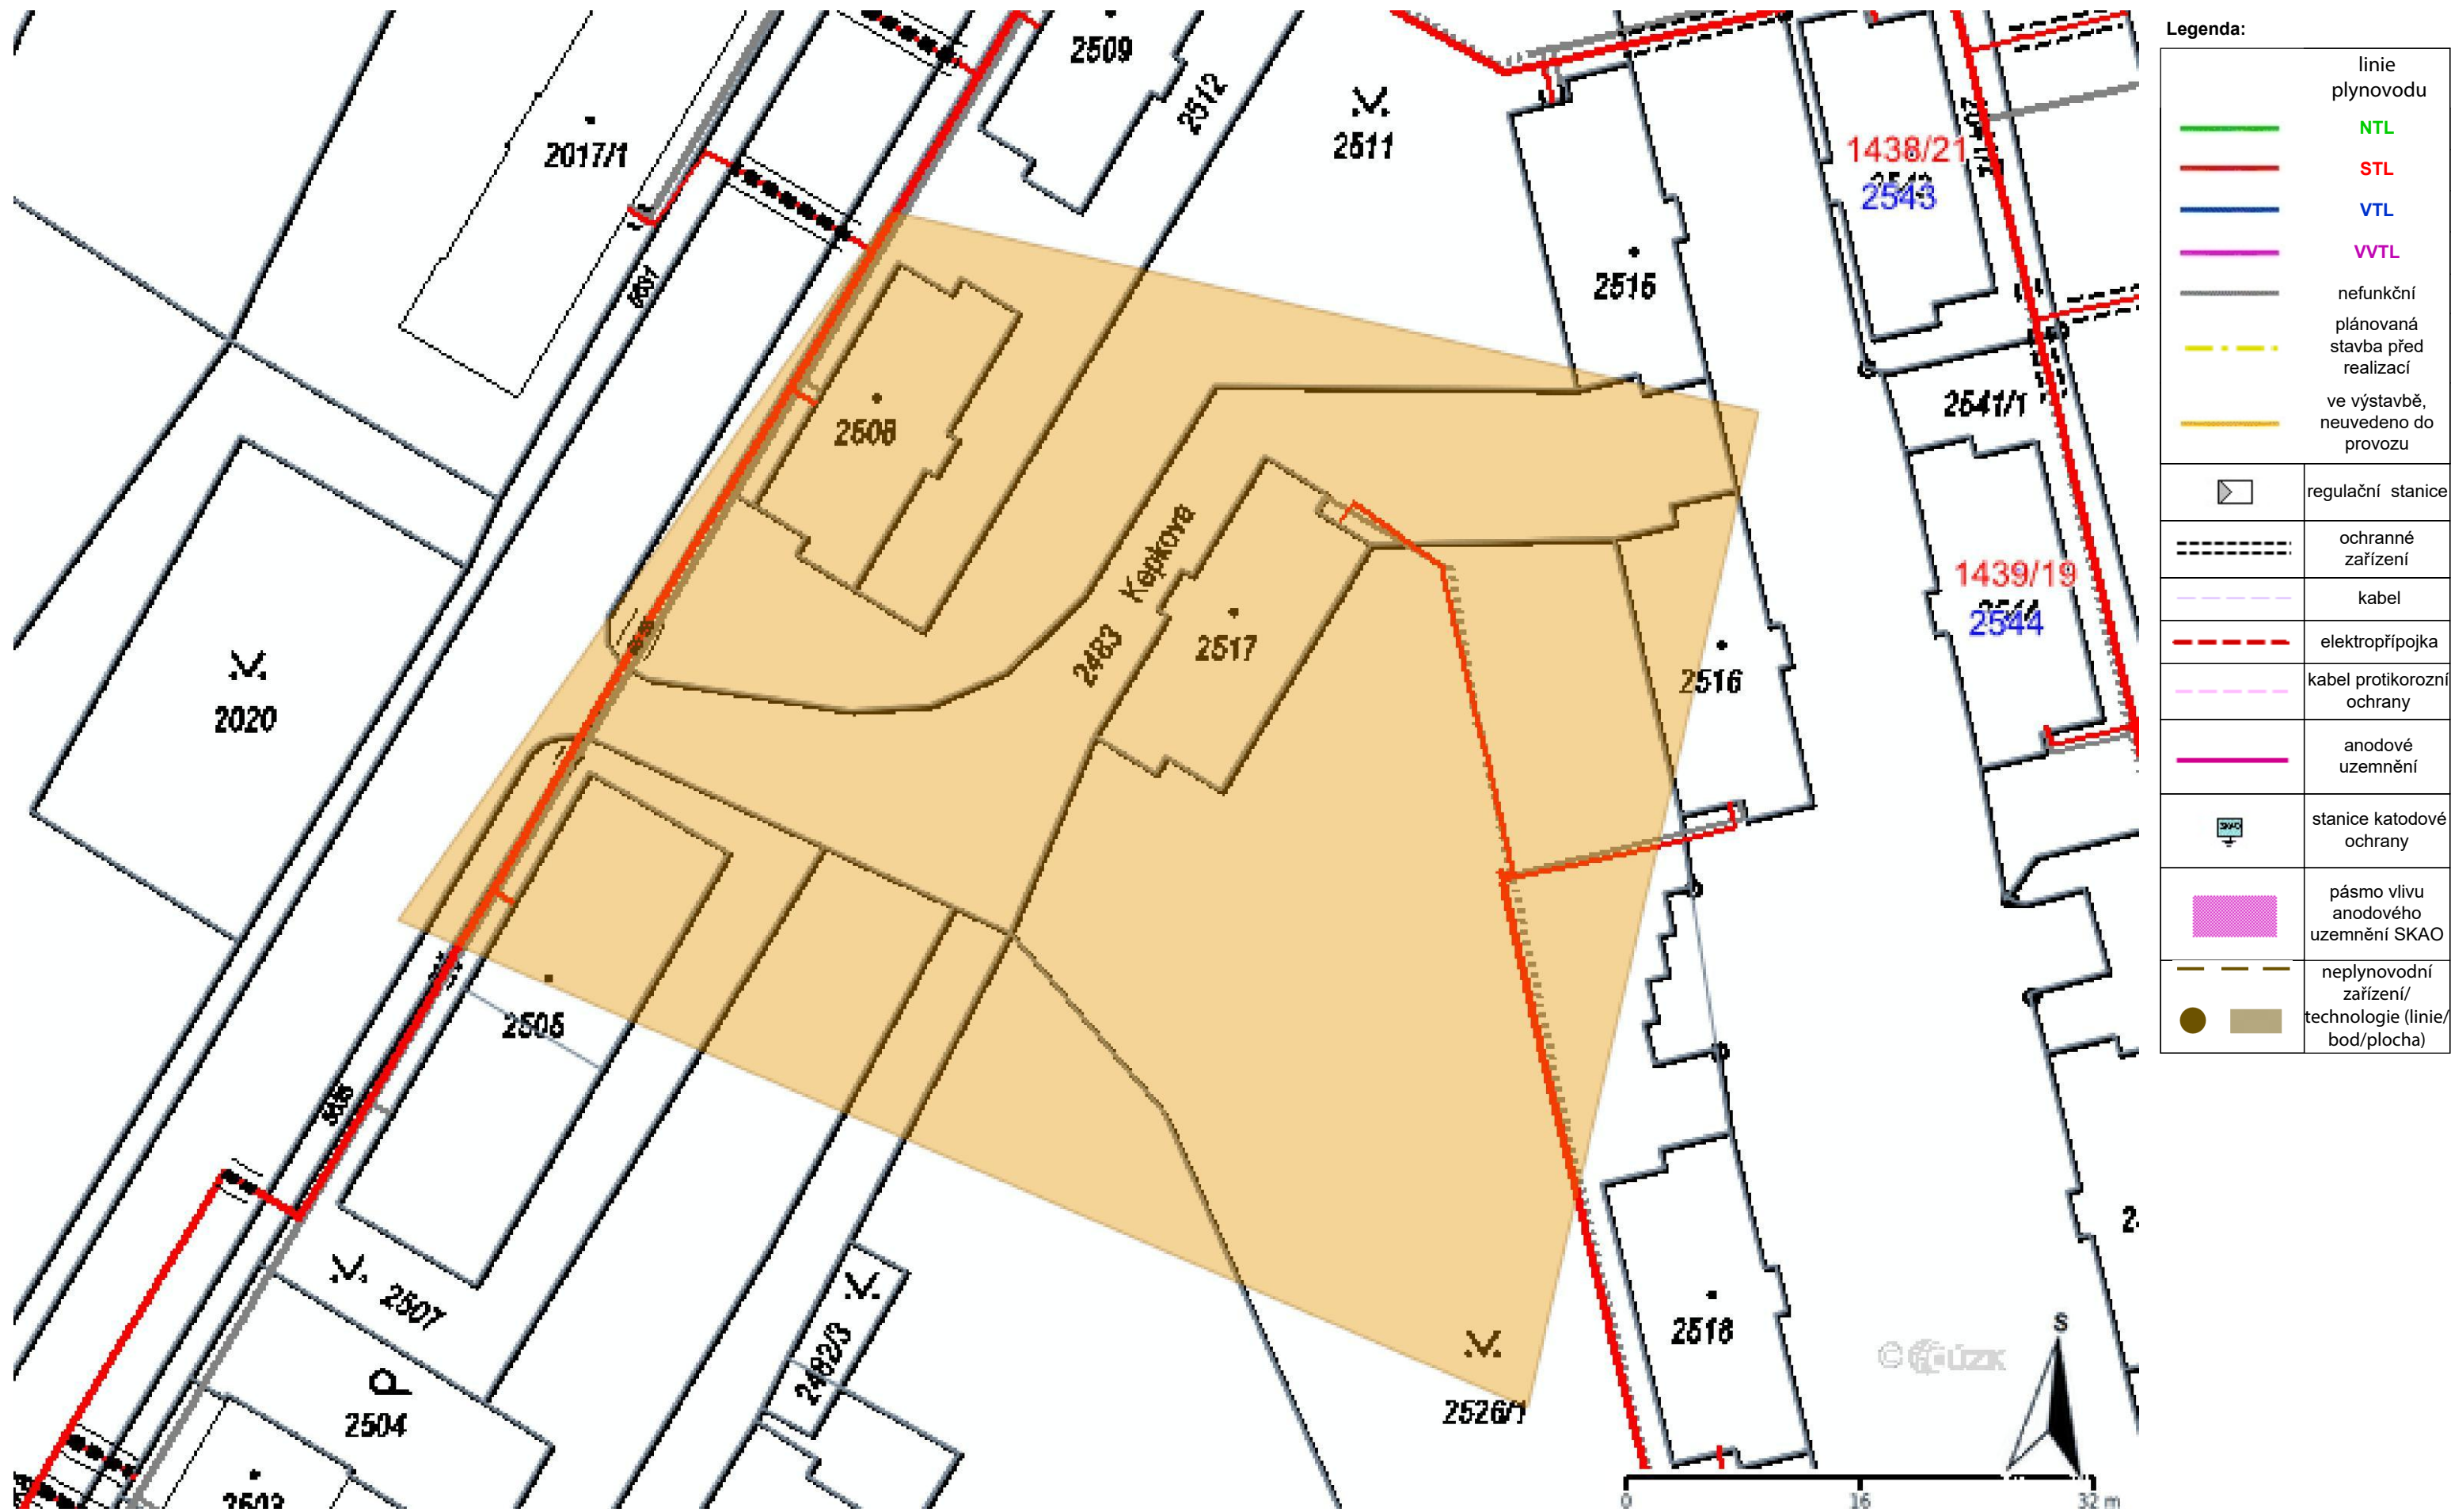 2509
2512
2511
2017/1
1438/21
2543
2515
5631
2508
2541/1
Kepkova
2483
2517
1439/19
2544
2516
2020
2505
2507
2482/3
2504
2503
2518
2526/1
S
0 16 32 m
Legenda:
linie
plynovodu
NTL
STL
VTL
VVTL
nefunkční
plánovaná
stavba před
realizací
ve výstavbě,
neuvedeno do
provozu
regulační stanice
ochranné
zařízení
kabel
elektropřípojka
kabel protikorozní
ochrany
anodové
uzemnění
SKAO
stanice katodové
ochrany
pásmo vlivu
anodového
uzemnění SKAO
neplynovodní
zařízení/
technologie (linie/
bod/plocha)